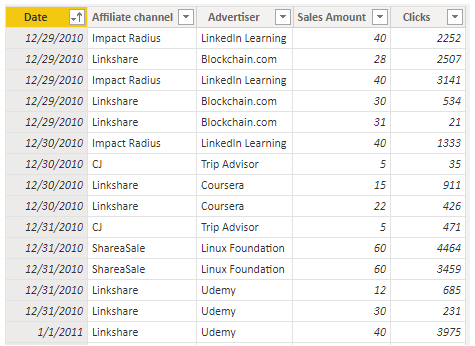 Date Affiliate channel Advertiser Sales Amount Clicks
12/29/2010 Impact Radius LinkedIn Learning 40 2252
12/29/2010 Linkshare Blockchain.com 28 2507
12/29/2010 Impact Radius LinkedIn Learning 40 3141
12/29/2010 Linkshare Blockchain.com 30 534
12/29/2010 Linkshare Blockchain.com 31 21
12/30/2010 Impact Radius LinkedIn Learning 40 1333
12/30/2010 CJ Trip Advisor 5 35
12/30/2010 Linkshare Coursera 15 911
12/30/2010 Linkshare Coursera 22 426
12/31/2010 CJ Trip Advisor 5 471
12/31/2010 ShareaSale Linux Foundation 60 4464
12/31/2010 ShareaSale Linux Foundation 60 3459
12/31/2010 Linkshare Udemy 12 685
12/31/2010 Linkshare Udemy 30 231
1/1/2011 Linkshare Udemy 40 3975